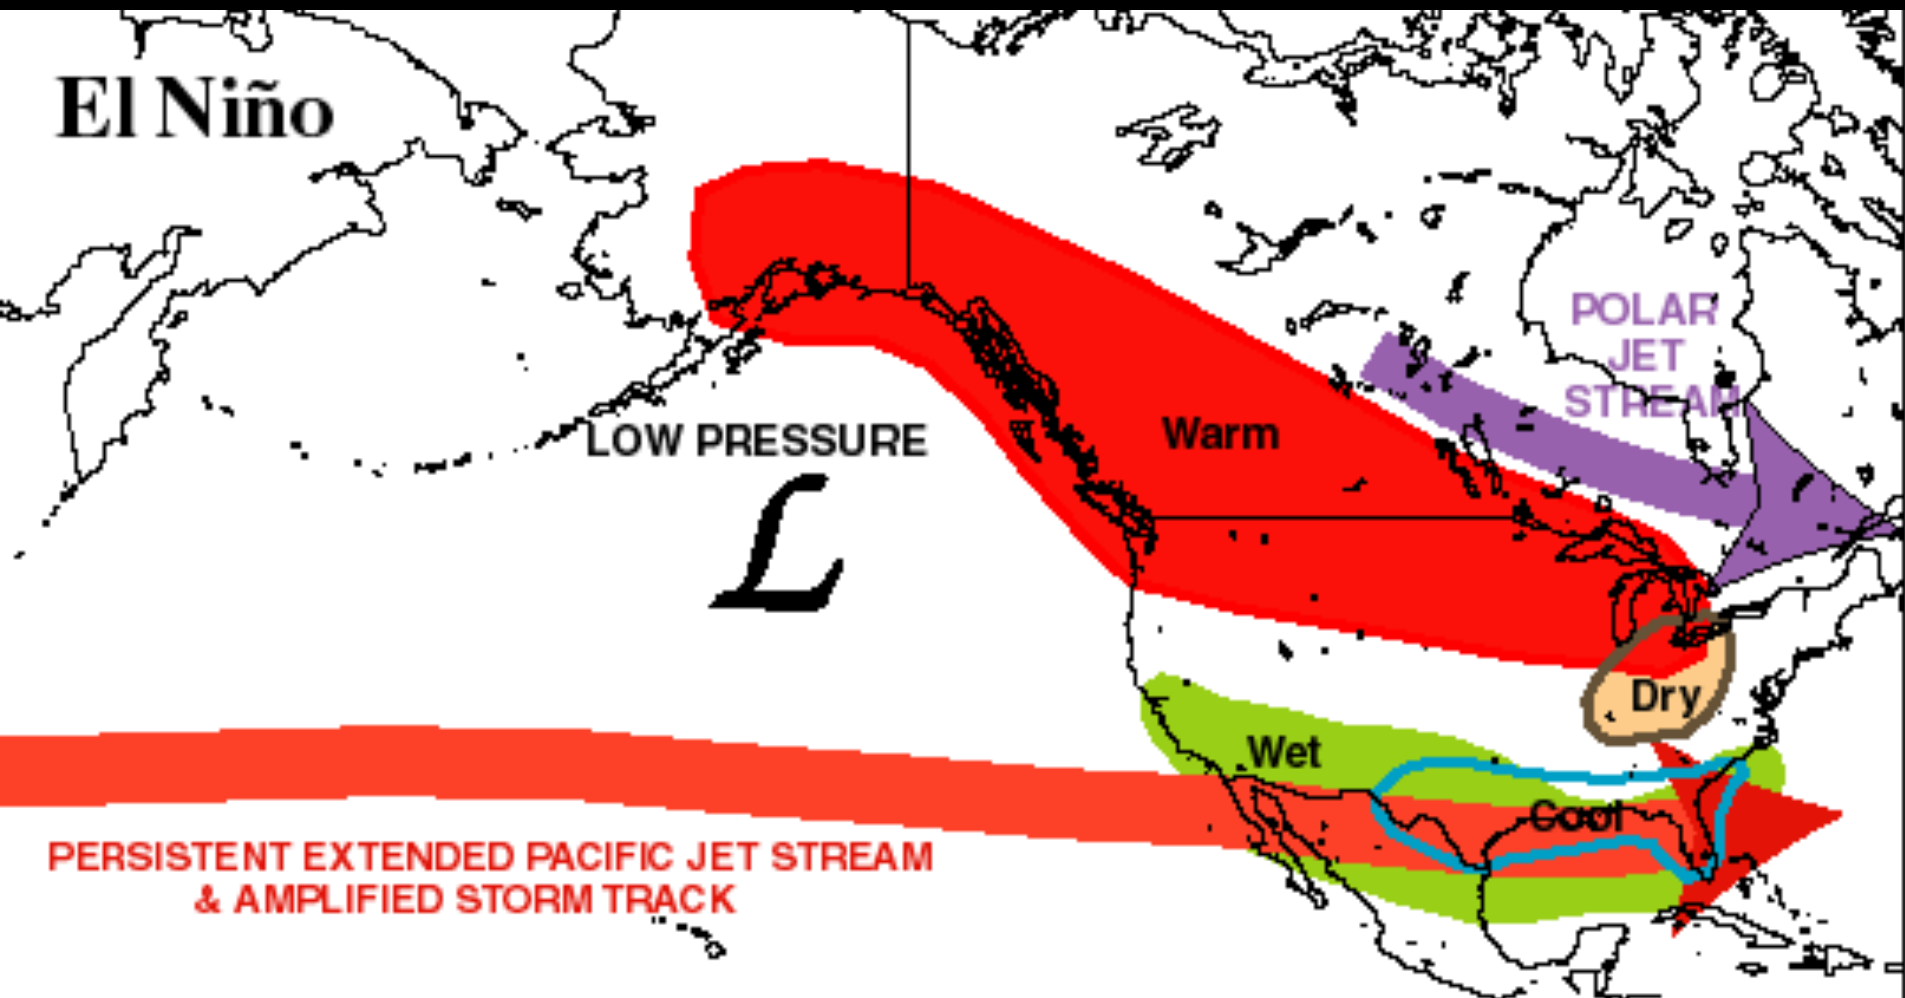 El Niño
POLAR
JET
STREAM
LOW PRESSURE
L
Warm
Dry
Wet
Cool
PERSISTENT EXTENDED PACIFIC JET STREAM
& AMPLIFIED STORM TRACK